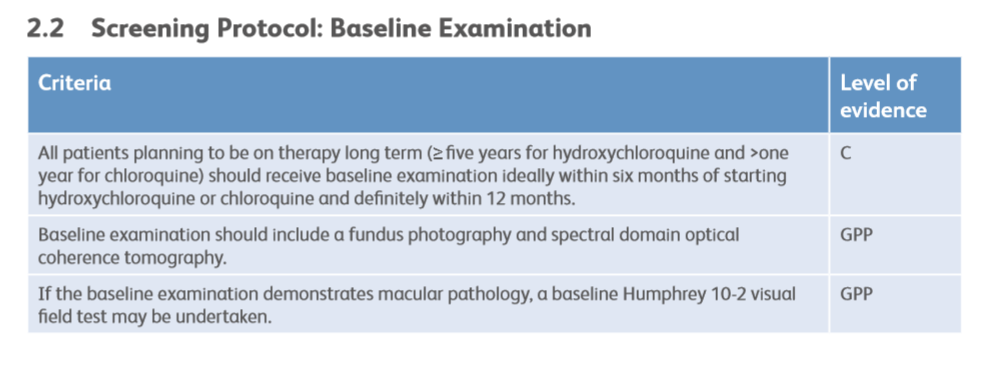 2.2 Screening Protocol: Baseline Examination
Criteria
Level of
evidence
All patients planning to be on therapy long term (≥ five years for hydroxychloroquine and >one
year for chloroquine) should receive baseline examination ideally within six months of starting
hydroxychloroquine or chloroquine and definitely within 12 months.
C
Baseline examination should include a fundus photography and spectral domain optical
coherence tomography.
GPP
If the baseline examination demonstrates macular pathology, a baseline Humphrey 10-2 visual
field test may be undertaken.
GPP